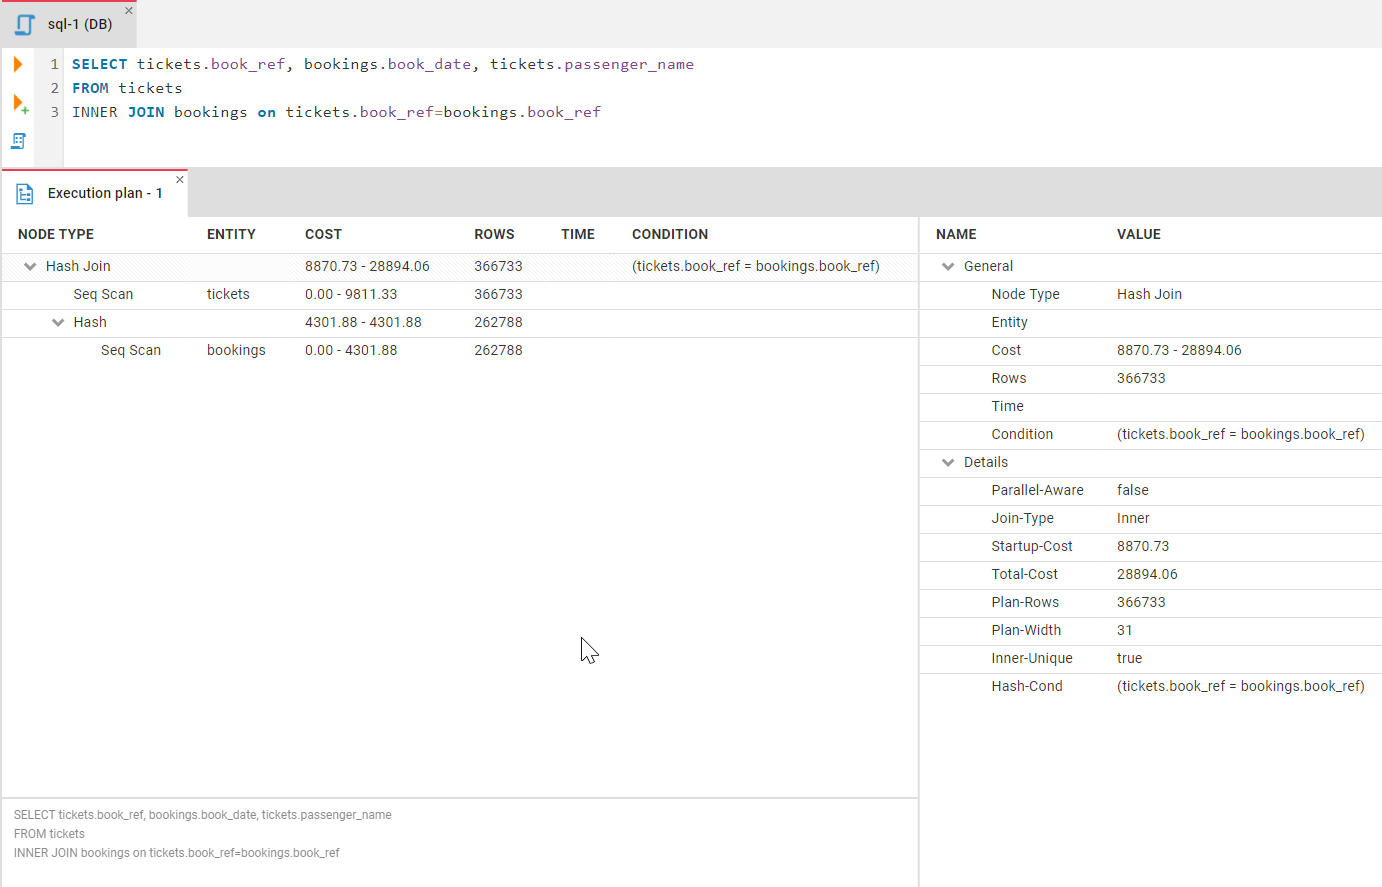 sql-1 (DB)
1 SELECT tickets.book_ref, bookings.book_date, tickets.passenger_name
2 FROM tickets
3 INNER JOIN bookings on tickets.book_ref=bookings.book_ref
Execution plan - 1
NODE TYPE ENTITY COST ROWS TIME CONDITION
Hash Join 8870.73 - 28894.06 366733 (tickets.book_ref = bookings.book_ref)
Seq Scan tickets 0.00 - 9811.33 366733
Hash 4301.88 - 4301.88 262788
Seq Scan bookings 0.00 - 4301.88 262788
NAME VALUE
General
Node Type Hash Join
Entity
Cost 8870.73 - 28894.06
Rows 366733
Time
Condition (tickets.book_ref = bookings.book_ref)
Details
Parallel-Aware false
Join-Type Inner
Startup-Cost 8870.73
Total-Cost 28894.06
Plan-Rows 366733
Plan-Width 31
Inner-Unique true
Hash-Cond (tickets.book_ref = bookings.book_ref)
SELECT tickets.book_ref, bookings.book_date, tickets.passenger_name
FROM tickets
INNER JOIN bookings on tickets.book_ref=bookings.book_ref